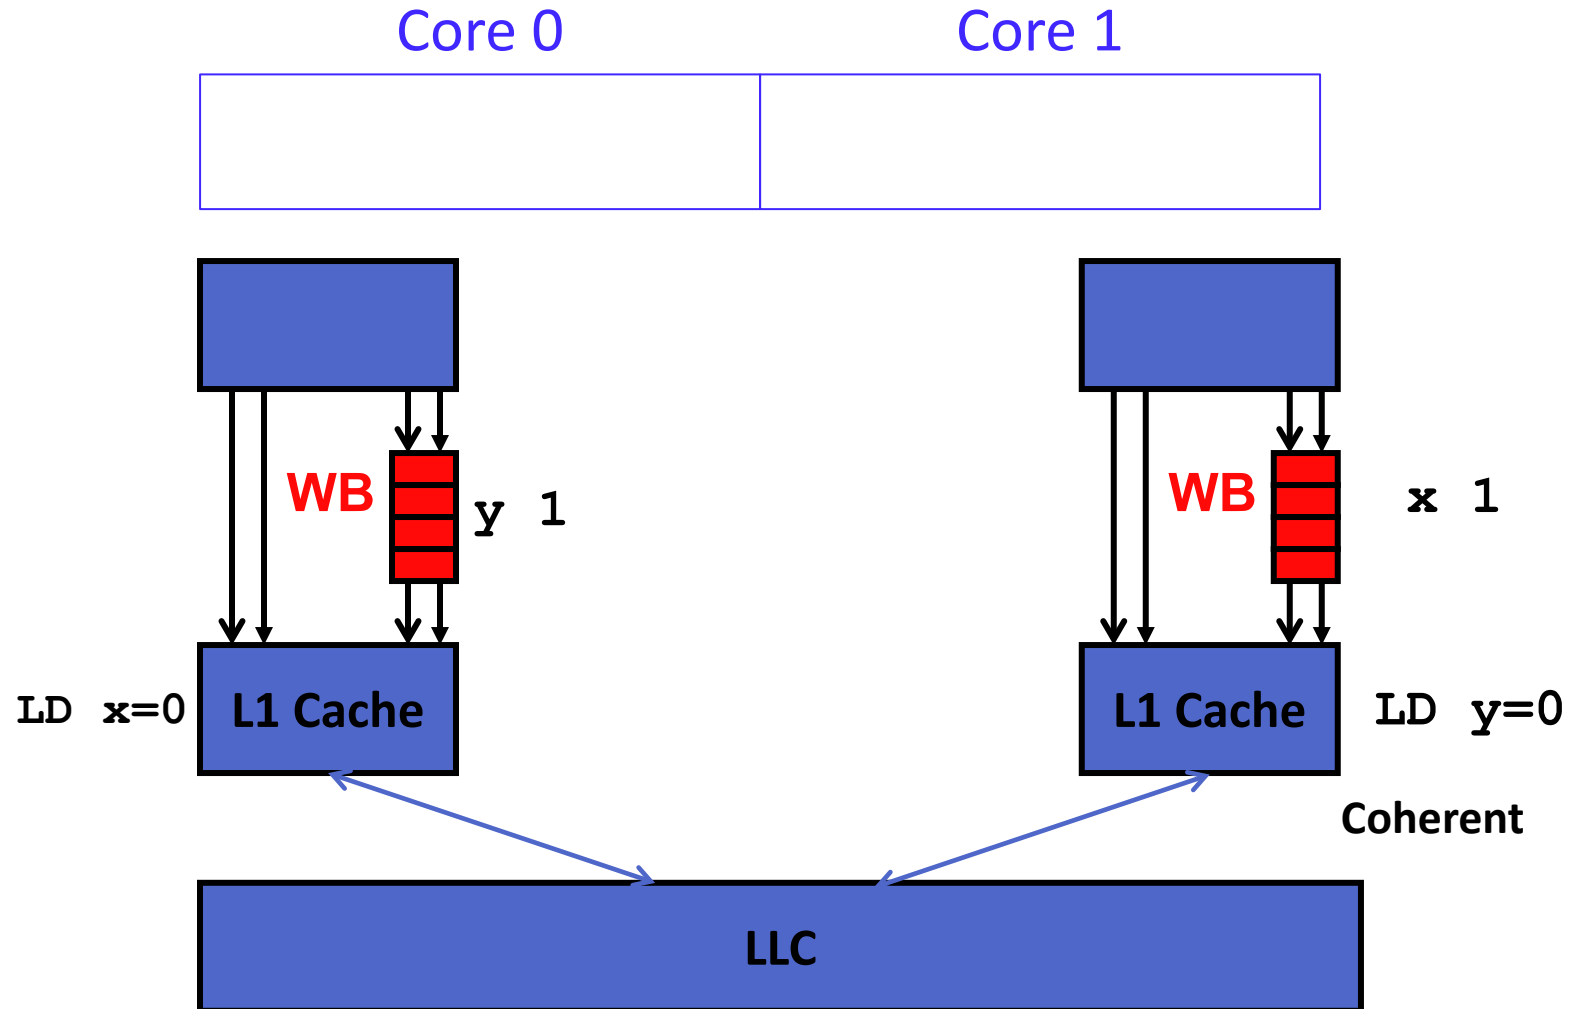 Core 0
Core 1
WB
y 1
WB
x 1
LD x=0
L1 Cache
L1 Cache
LD y=0
Coherent
LLC